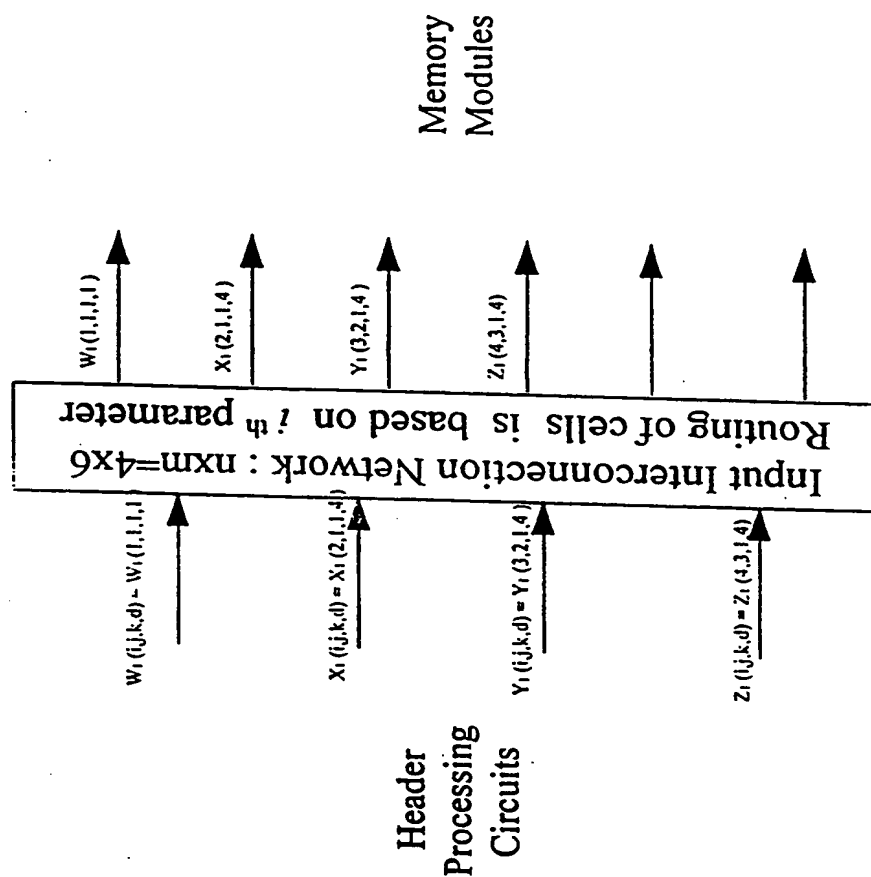 Header
Processing
Circuits
W₁ (i,j,k,d) = W₁ (1,1,1,1)
X₁ (i,j,k,d) = X₁ (2,1,1,4)
Y₁ (i,j,k,d) = Y₁ (3,2,1,4)
Z₁ (i,j,k,d) = Z₁ (4,3,1,4)
Input Interconnection Network : nxm=4x6
Routing of cells is based on i th parameter
W₁ (1,1,1,1)
X₁ (2,1,1,4)
Y₁ (3,2,1,4)
Z₁ (4,3,1,4)
Memory
Modules